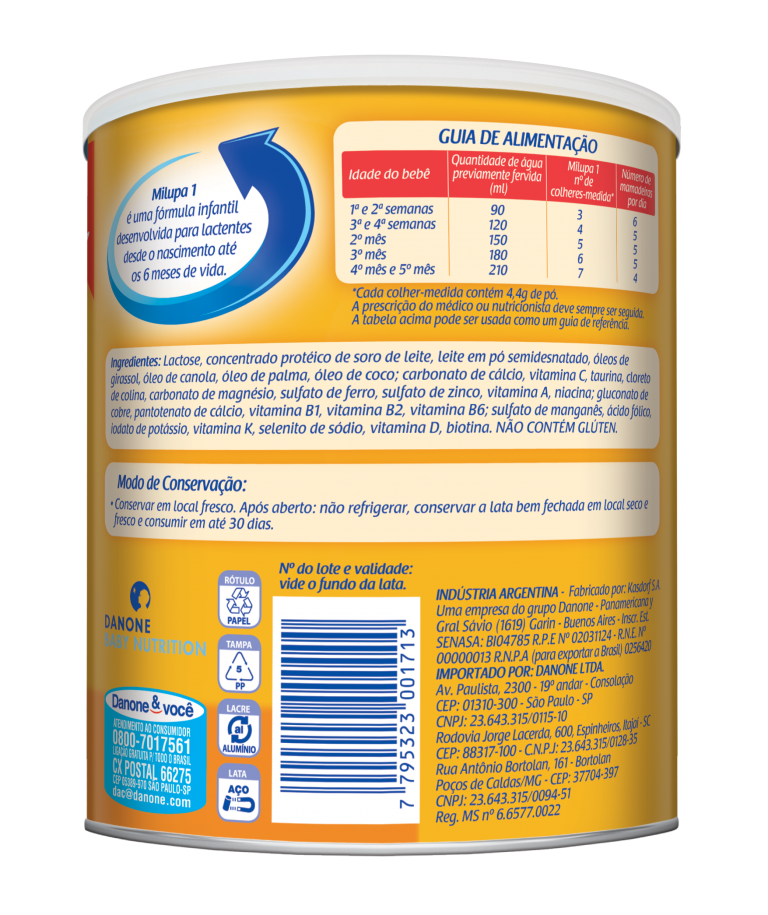 Milupa 1
é uma fórmula infantil
desenvolvida para lactentes
desde o nascimento até
os 6 meses de vida.
GUIA DE ALIMENTAÇÃO
Idade do bebê
Quantidade de água
previamente fervida
(ml)
Milupa 1
nº de
colheres-medida*
Número de
mamadeiras
por dia
1ª e 2ª semanas 90 3 6
3ª e 4ª semanas 120 4 5
2º mês 150 5 5
3º mês 180 6 5
4º mês e 5º mês 210 7 4
*Cada colher-medida contém 4,4g de pó.
A prescrição do médico ou nutricionista deve sempre ser seguida.
A tabela acima pode ser usada como um guia de referência.
Ingredientes: Lactose, concentrado protéico de soro de leite, leite em pó semidesnatado, óleos de
girassol, óleo de canola, óleo de palma, óleo de coco; carbonato de cálcio, vitamina C, taurina, cloreto
de colina, carbonato de magnésio, sulfato de ferro, sulfato de zinco, vitamina A, niacina; gluconato de
cobre, pantotenato de cálcio, vitamina B1, vitamina B2, vitamina B6; sulfato de manganês, ácido fólico,
iodato de potássio, vitamina K, selenito de sódio, vitamina D, biotina. NÃO CONTÉM GLÚTEN.
Modo de Conservação:
• Conservar em local fresco. Após aberto: não refrigerar, conservar a lata bem fechada em local seco e
fresco e consumir em até 30 dias.
DANONE
BABY NUTRITION
Danone & você
ATENDIMENTO AO CONSUMIDOR
0800-7017561
LIGAÇÃO GRATUITA P/ TODO O BRASIL
CX POSTAL 66275
CEP 05389-970 SÃO PAULO-SP
dac@danone.com
RÓTULO
PAPEL
TAMPA
5
PP
LACRE
al
ALUMÍNIO
LATA
AÇO
Nº do lote e validade:
vide o fundo da lata.
7 795323 001713
INDÚSTRIA ARGENTINA - Fabricado por: Kasdorf S.A.
Uma empresa do grupo Danone - Panamericana y
Gral Sávio (1619) Garin - Buenos Aires - Inscr. Est.
SENASA: BI04785 R.P.E Nº 02031124 - R.N.E. Nº
00000013 R.N.P.A (para exportar a Brasil) 0256420
IMPORTADO POR: DANONE LTDA.
Av. Paulista, 2300 - 19º andar - Consolação
CEP: 01310-300 - São Paulo - SP
CNPJ: 23.643.315/0115-10
Rodovia Jorge Lacerda, 600, Espinheiros, Itajaí - SC
CEP: 88317-100 - C.N.P.J: 23.643.315/0128-35
Rua Antônio Bortolan, 161 - Bortolan
Poços de Caldas/MG - CEP: 37704-397
CNPJ: 23.643.315/0094-51
Reg. MS nº 6.6577.0022